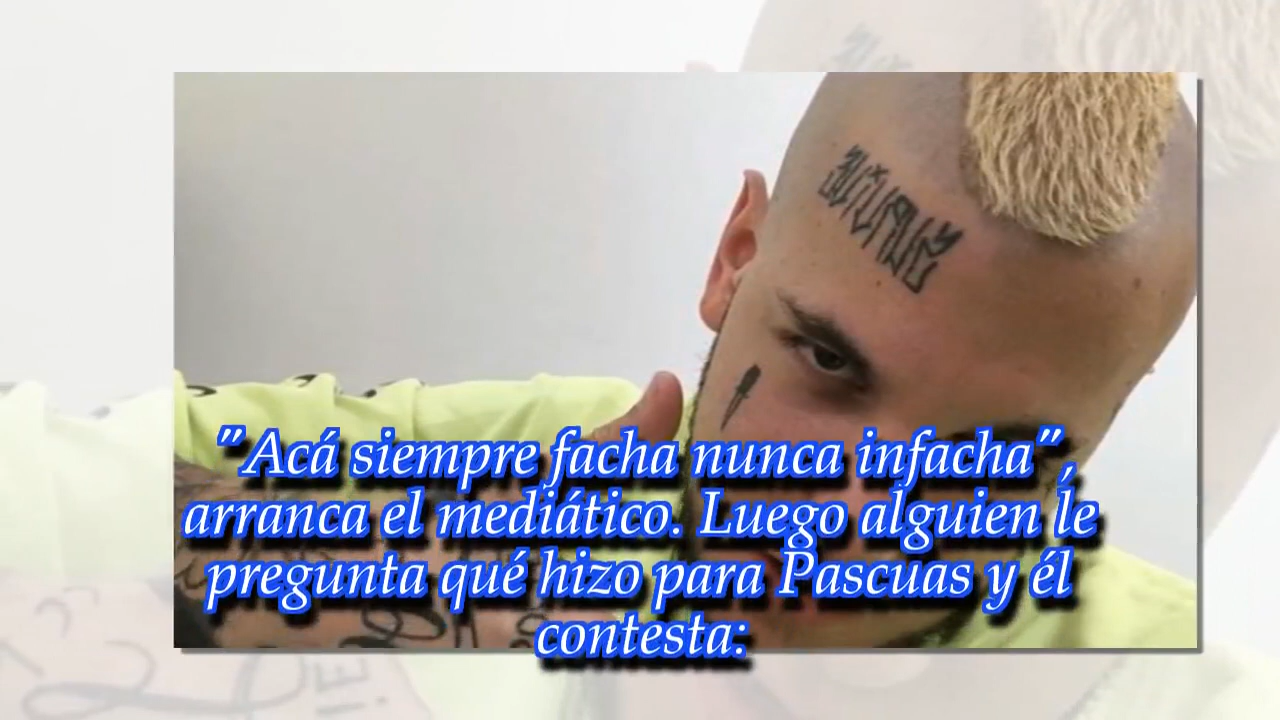 "Acá siempre facha nunca infacha",
arranca el mediático. Luego alguien le
pregunta qué hizo para Pascuas y él
contesta: